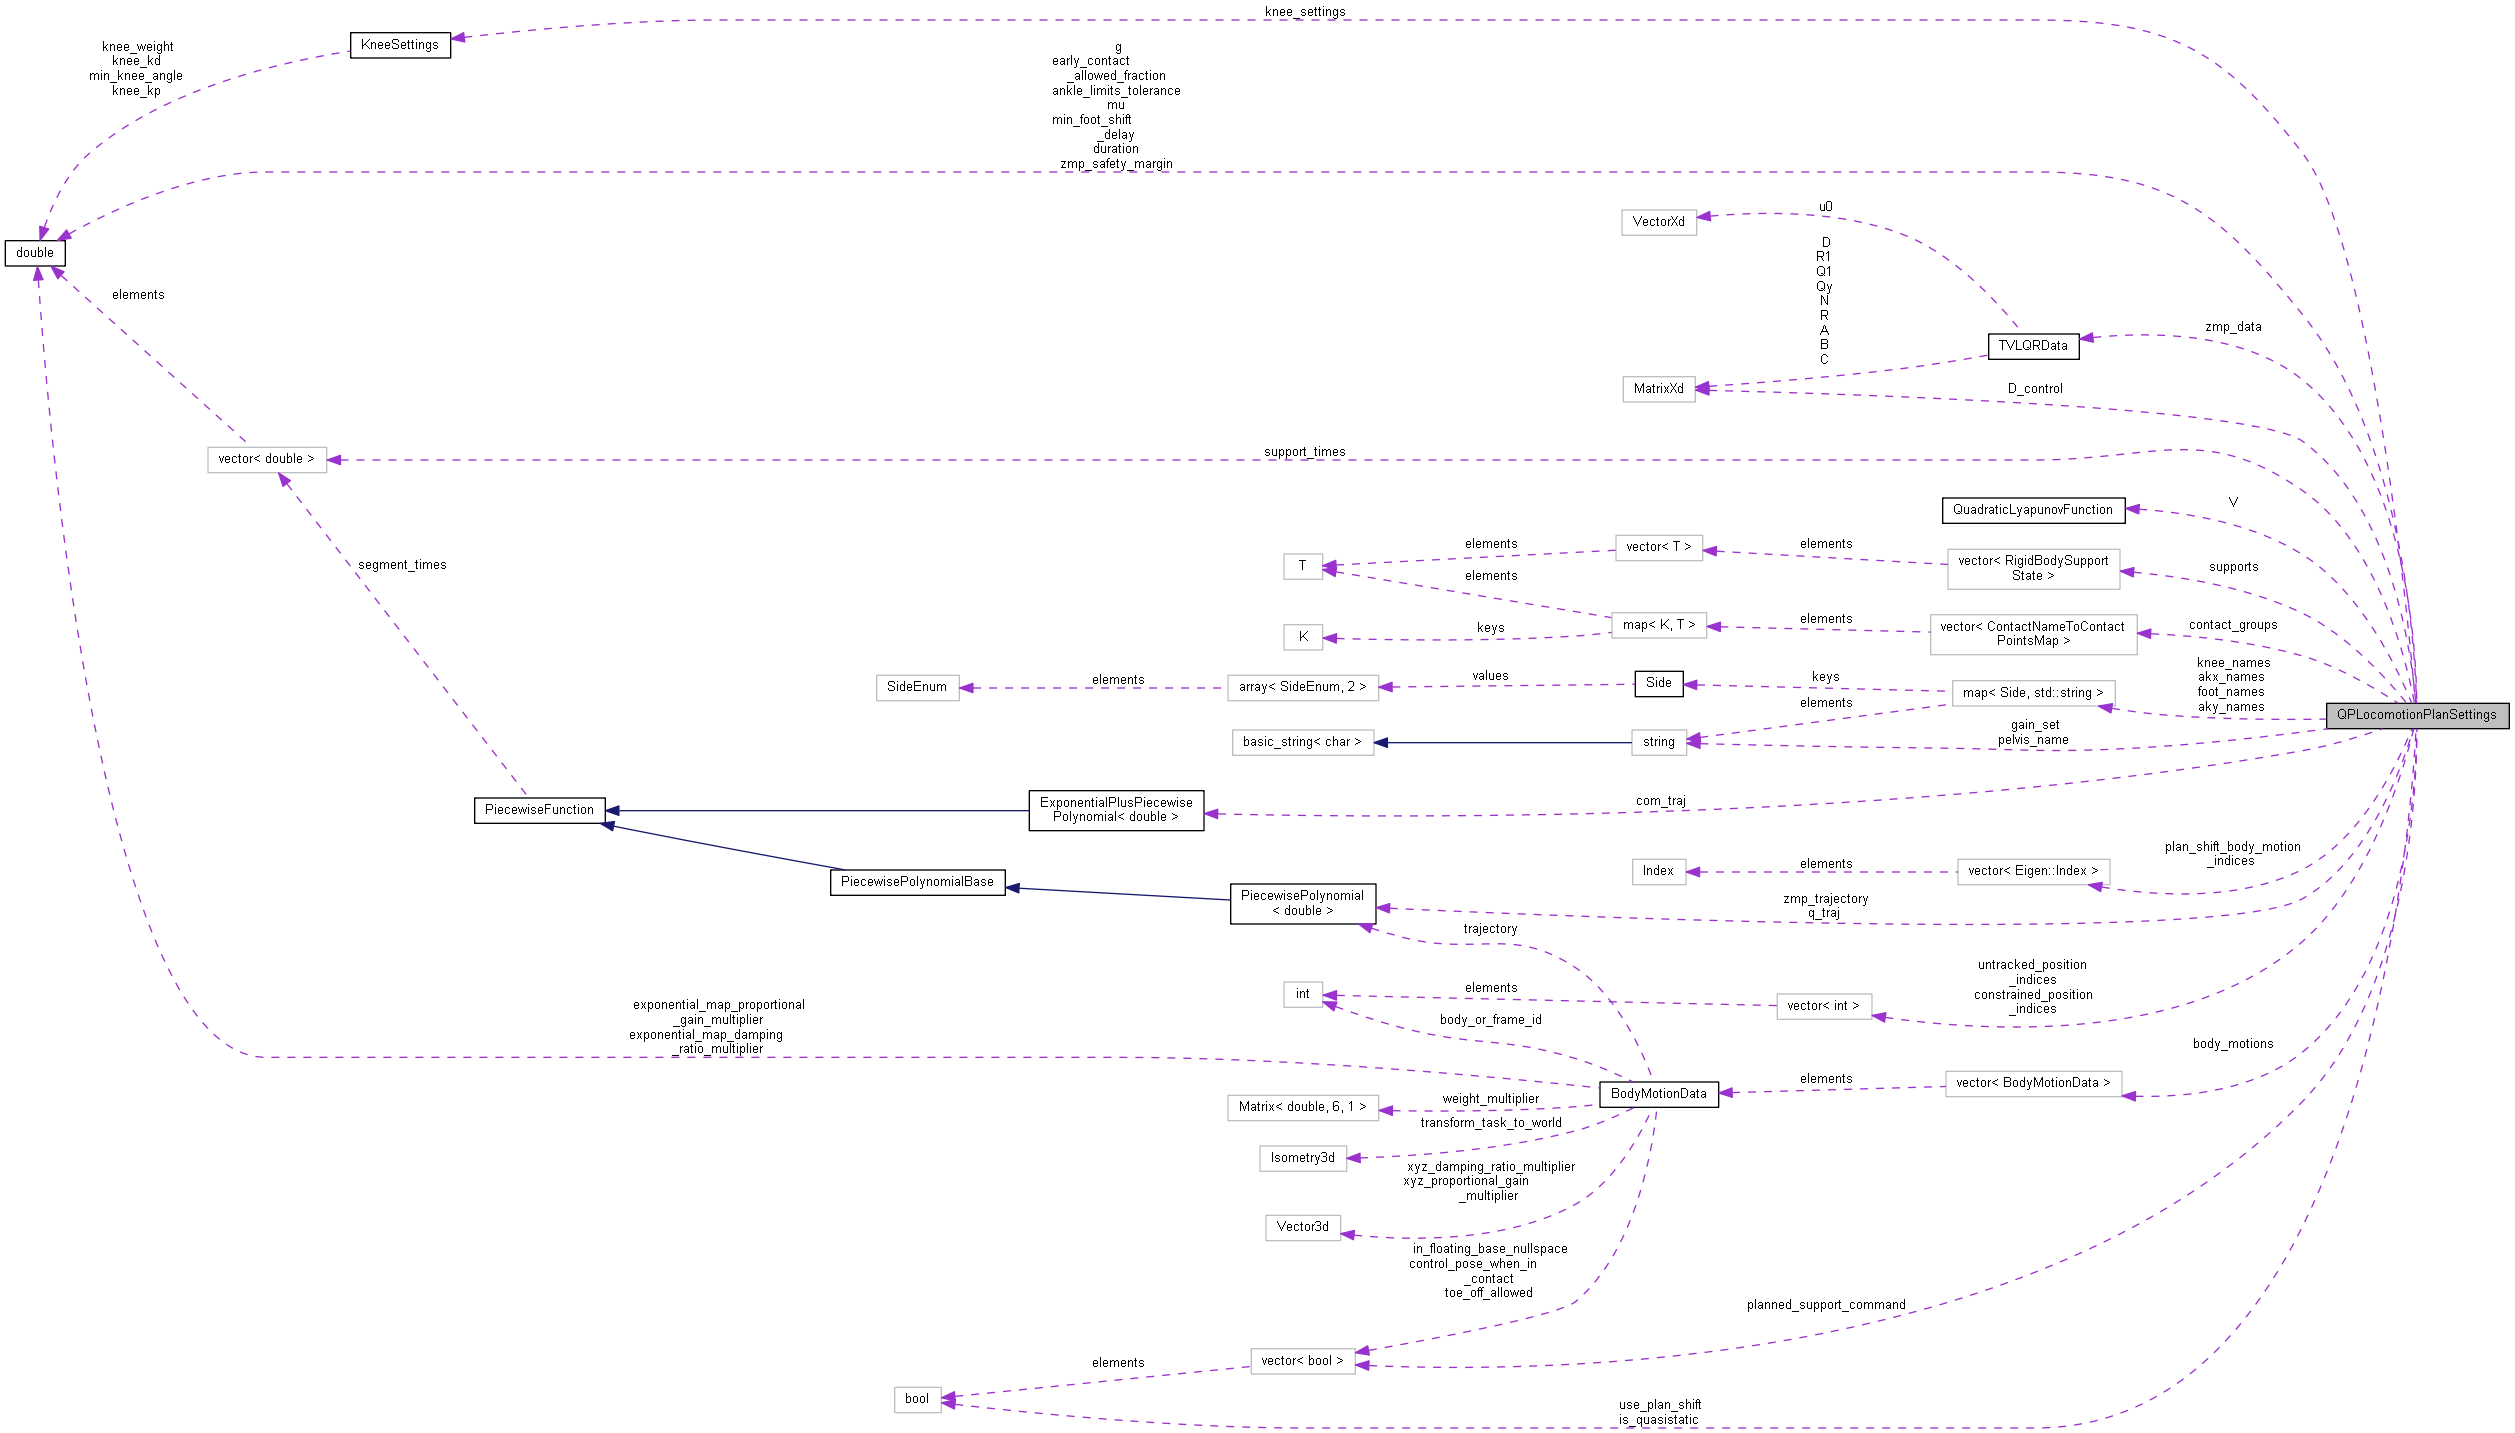 knee_settings
KneeSettings
knee_weight
knee_kd
min_knee_angle
knee_kp
g
early_contact
_allowed_fraction
ankle_limits_tolerance
mu
min_foot_shift
_delay
duration
zmp_safety_margin
double
elements
VectorXd
u0
D
R1
Q1
Qy
N
R
A
B
C
TVLQRData
zmp_data
MatrixXd
D_control
vector< double >
support_times
segment_times
QuadraticLyapunovFunction
V
T
elements
elements
vector< T >
elements
vector< RigidBodySupport
State >
supports
K
keys
map< K, T >
elements
vector< ContactNameToContact
PointsMap >
contact_groups
SideEnum
elements
array< SideEnum, 2 >
values
Side
keys
elements
map< Side, std::string >
knee_names
akx_names
foot_names
aky_names
QPLocomotionPlanSettings
basic_string< char >
string
gain_set
pelvis_name
PiecewiseFunction
ExponentialPlusPiecewise
Polynomial< double >
com_traj
PiecewisePolynomialBase
PiecewisePolynomial
< double >
Index
elements
vector< Eigen::Index >
plan_shift_body_motion
_indices
zmp_trajectory
q_traj
trajectory
int
elements
body_or_frame_id
vector< int >
untracked_position
_indices
constrained_position
_indices
exponential_map_proportional
_gain_multiplier
exponential_map_damping
_ratio_multiplier
body_motions
BodyMotionData
elements
vector< BodyMotionData >
Matrix< double, 6, 1 >
weight_multiplier
transform_task_to_world
Isometry3d
xyz_damping_ratio_multiplier
xyz_proportional_gain
_multiplier
Vector3d
in_floating_base_nullspace
control_pose_when_in
_contact
toe_off_allowed
planned_support_command
vector< bool >
elements
bool
use_plan_shift
is_quasistatic